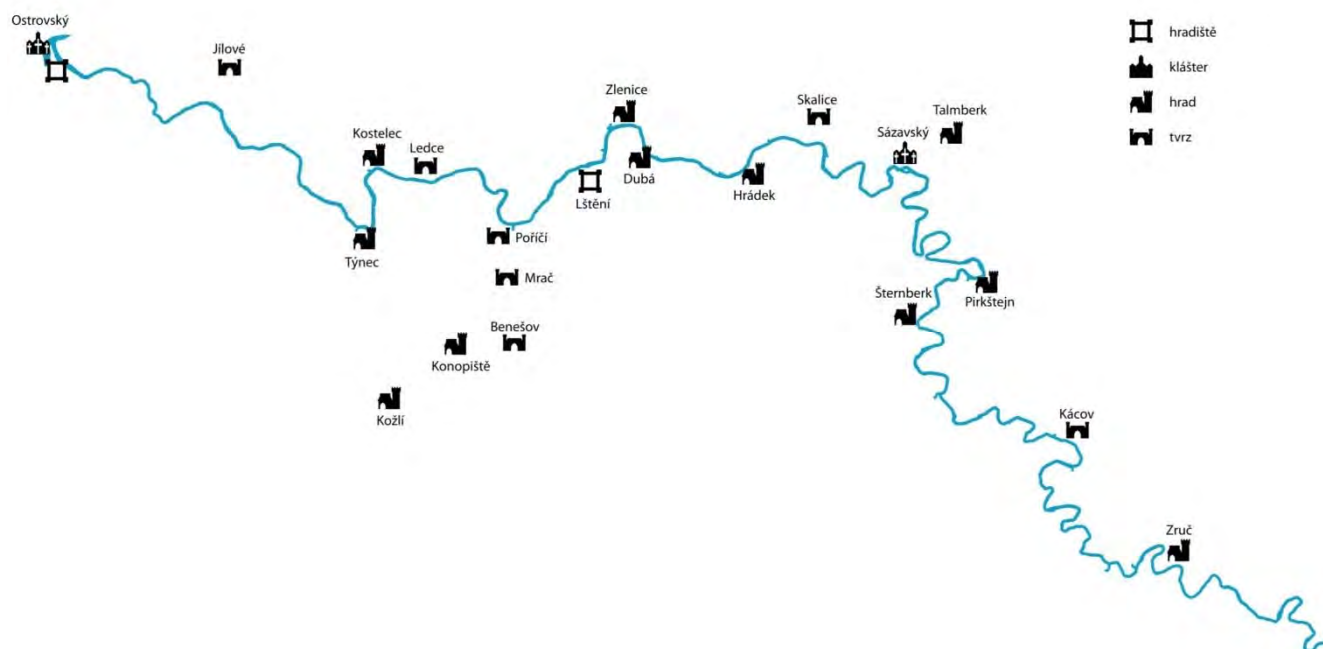 Ostrovský
Jílové
Kostelec
Ledce
Týnec
Poříčí
Mrač
Benešov
Konopiště
Kožlí
Zlenice
Lštění
Dubá
Hrádek
Skalice
Sázavský
Talmberk
Pirkštejn
Šternberk
Kácov
Zruč
hradiště
klášter
hrad
tvrz